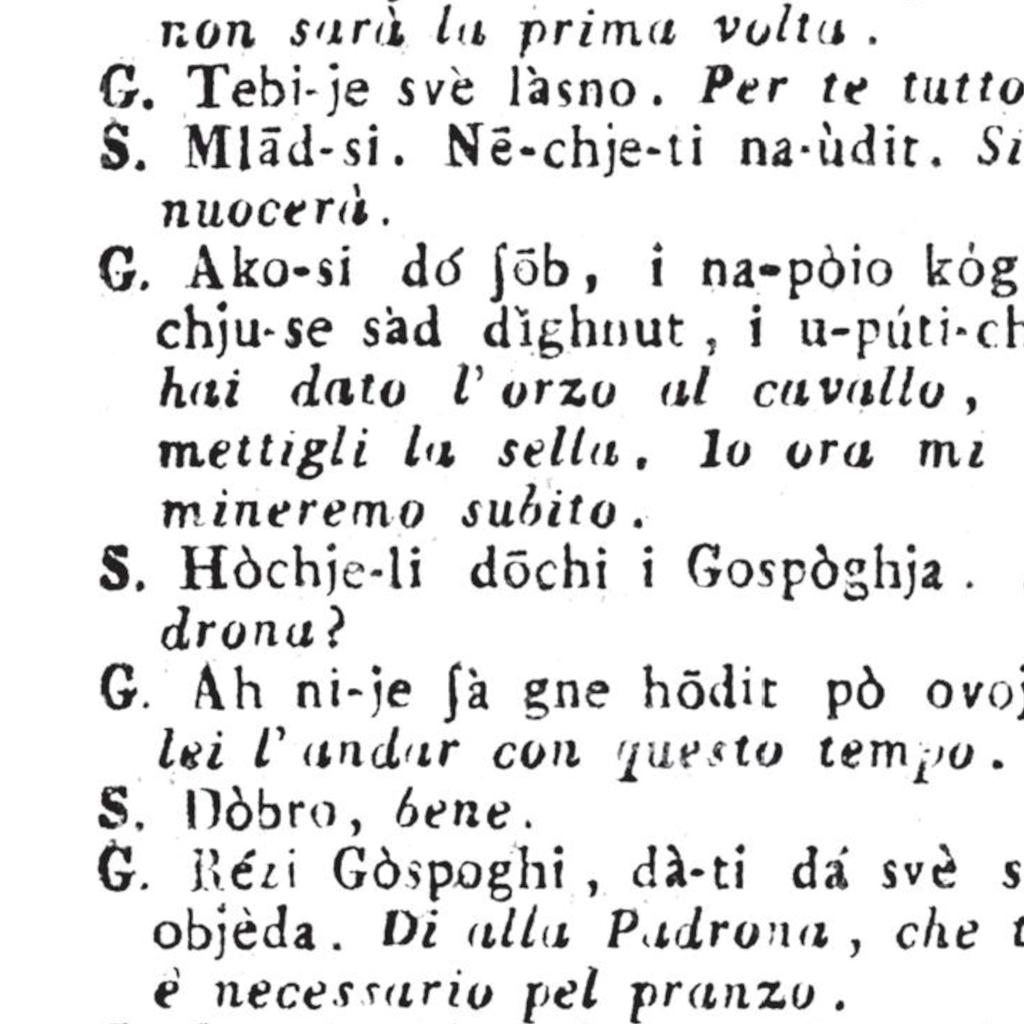 non sarà la prima volta.
G. Tebi-je svè làsno. Per te tutto
S. Mlād-si. Nē-chje-ti na-ùdit. Si
nuocerà.
G. Ako-si dó ſōb, i na-pòio kóg
chju-se sàd dìghnut, i u-púti-ch
hai dato l'orzo al cavallo,
mettigli la sella. Io ora mi
mineremo subito.
S. Hòchje-li dōchi i Gospòghja.
drona?
G. Ah ni-je ſà gne hōdit pò ovoj
lei l'andar con questo tempo.
S. Dòbro, bene.
G. Rézi Gòspoghi, dà-ti dá svè s
objèda. Di alla Padrona, che t
è necessario pel pranzo.